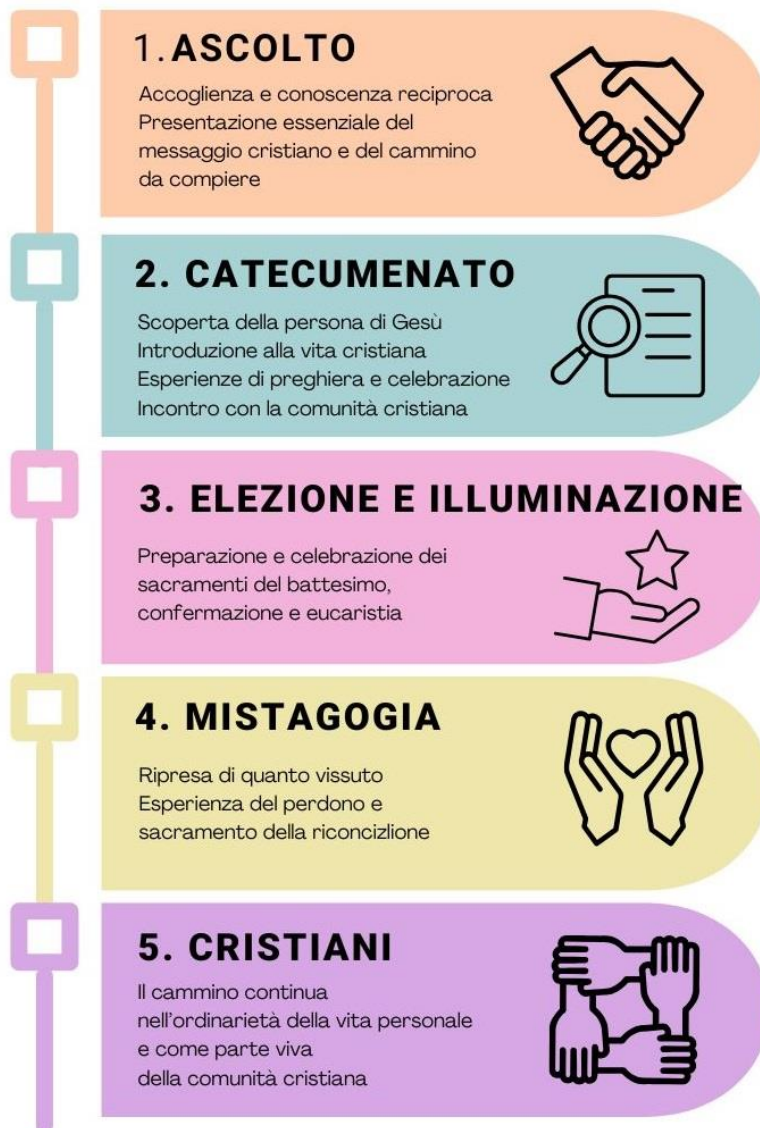 1. ASCOLTO
Accoglienza e conoscenza reciproca
Presentazione essenziale del
messaggio cristiano e del cammino
da compiere
2. CATECUMENATO
Scoperta della persona di Gesù
Introduzione alla vita cristiana
Esperienze di preghiera e celebrazione
Incontro con la comunità cristiana
3. ELEZIONE E ILLUMINAZIONE
Preparazione e celebrazione dei
sacramenti del battesimo,
confermazione e eucaristia
4. MISTAGOGIA
Ripresa di quanto vissuto
Esperienza del perdono e
sacramento della riconcizlione
5. CRISTIANI
Il cammino continua
nell'ordinarietà della vita personale
e come parte viva
della comunità cristiana